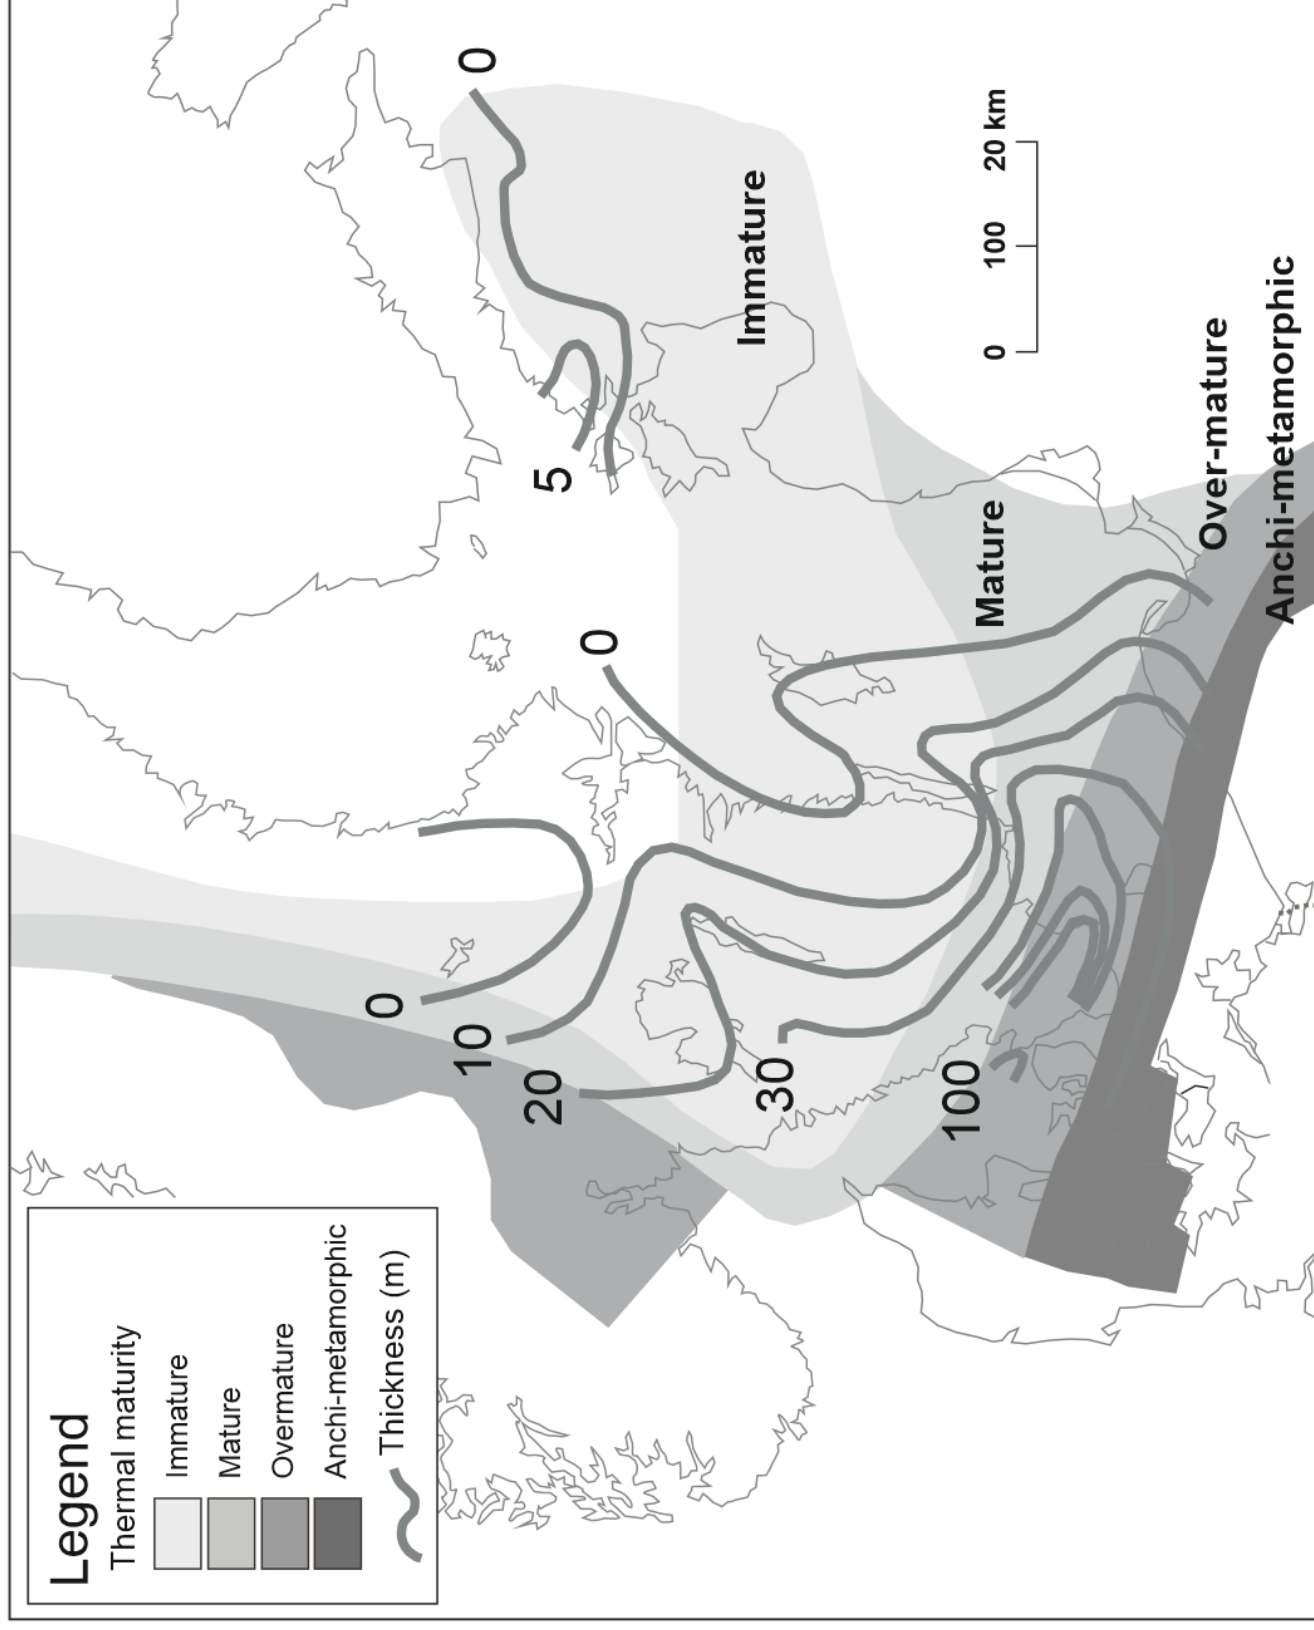 Legend
Thermal maturity
Immature
Mature
Overmature
Anchi-metamorphic
Thickness (m)
0
10
20
30
100
0
5
0
Immature
Mature
Over-mature
Anchi-metamorphic
0 100 20 km